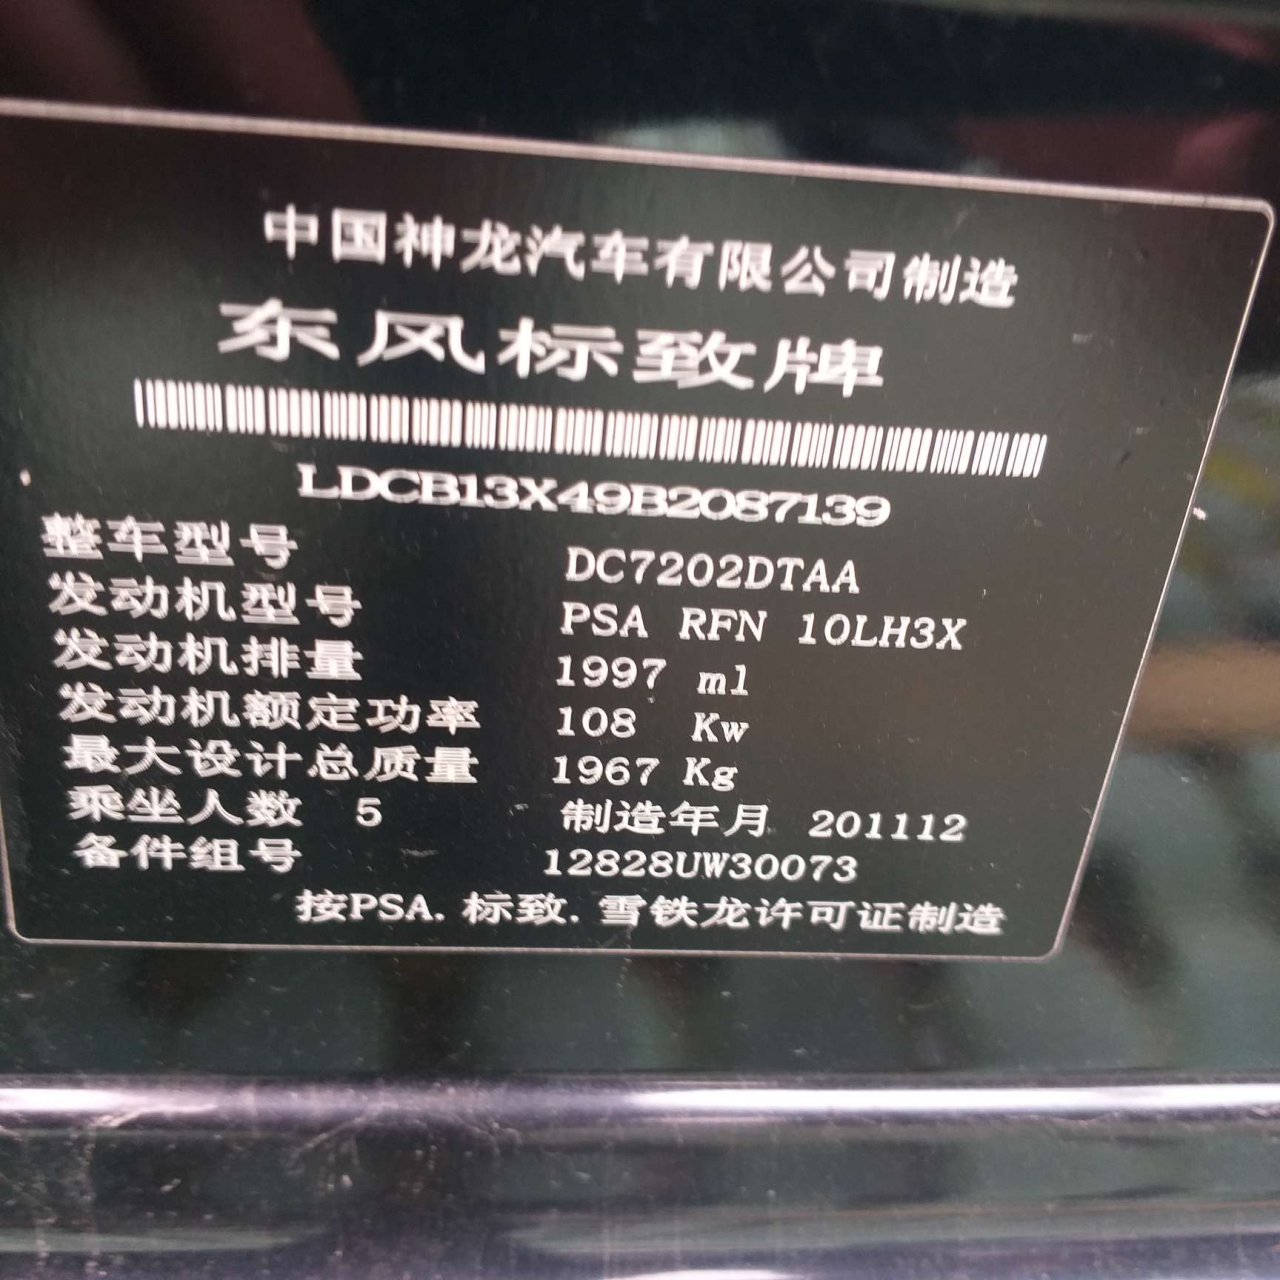 中国神龙汽车有限公司制造
东风标致牌
LDCB13X49B2087139
整车型号 DC7202DTAA
发动机型号 PSA RFN 10LH3X
发动机排量 1997 ml
发动机额定功率 108 Kw
最大设计总质量 1967 Kg
乘坐人数 5 制造年月 201112
备件组号 12828UW30073
按PSA.标致.雪铁龙许可证制造